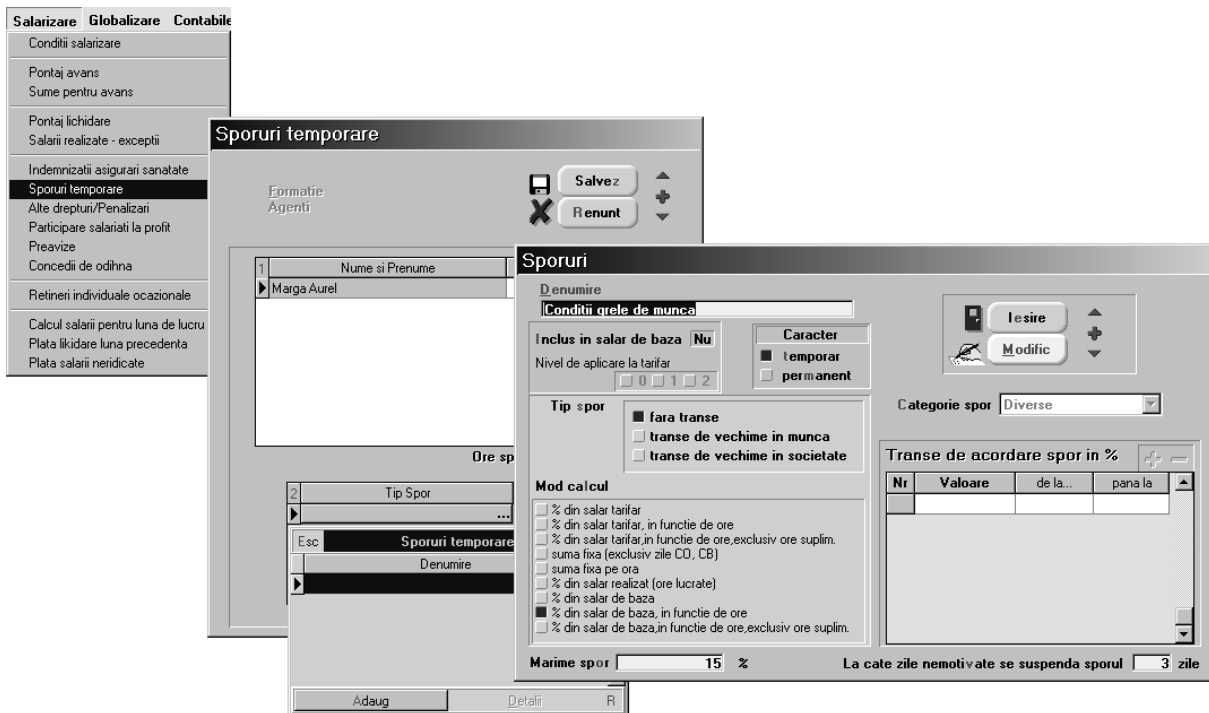 Salarizare Globalizare Contabile
Conditii salarizare
Pontaj avans
Sume pentru avans
Pontaj lichidare
Salarii realizate - exceptii
Indemnizatii asigurari sanatate
Sporuri temporare
Alte drepturi/Penalizari
Participare salariati la profit
Preavize
Concedii de odihna
Retineri individuale ocazionale
Calcul salarii pentru luna de lucru
Plata likidare luna precedenta
Plata salarii neridicate
Sporuri temporare
Formatie
Agenti
Salvez
Renunt
1 Nume si Prenume
Marga Aurel
Ore sp
2 Tip Spor
...
Esc Sporuri temporare
Denumire
Adaug Detalii R
Sporuri
Denumire
Conditii grele de munca
Inclus in salar de baza Nu
Nivel de aplicare la tarifar
0 1 2
Caracter
temporar
permanent
Iesire
Modific
Tip spor
fara transe
transe de vechime in munca
transe de vechime in societate
Categorie spor Diverse
Mod calcul
% din salar tarifar
% din salar tarifar, in functie de ore
% din salar tarifar,in functie de ore,exclusiv ore suplim.
suma fixa (exclusiv zile CO, CB)
suma fixa pe ora
% din salar realizat (ore lucrate)
% din salar de baza
% din salar de baza, in functie de ore
% din salar de baza,in functie de ore,exclusiv ore suplim.
Transe de acordare spor in %
Nr Valoare de la... pana la
Marime spor 15 %
La cate zile nemotivate se suspenda sporul 3 zile